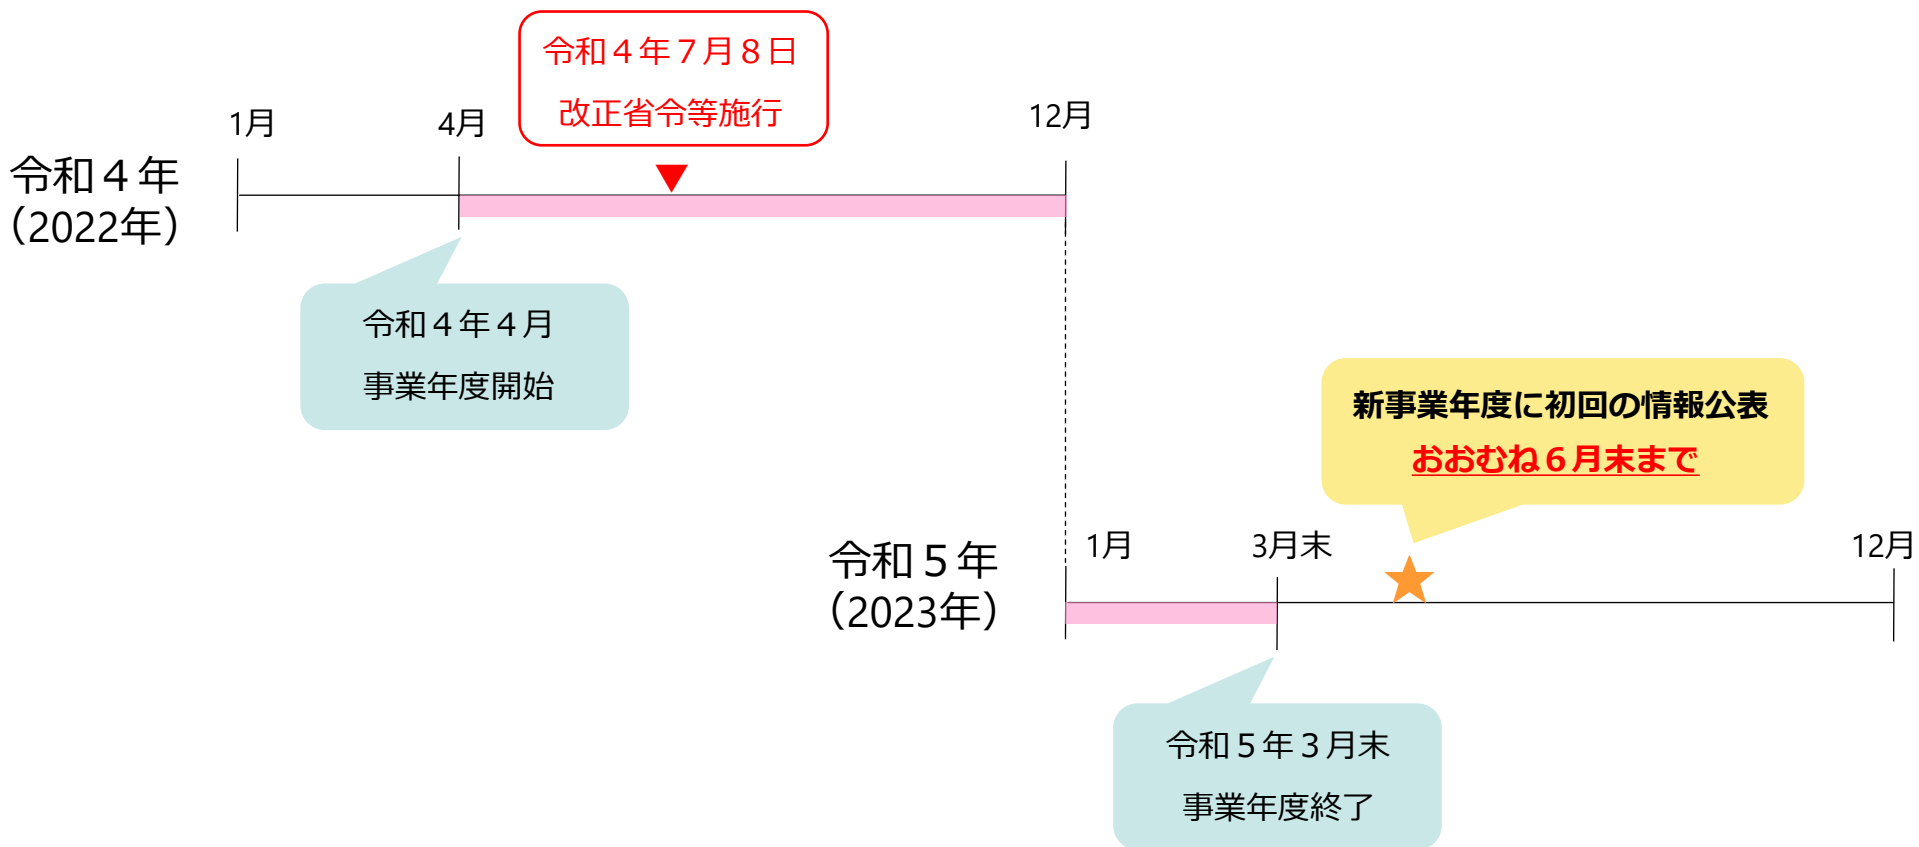 令和４年７月８日
改正省令等施行
1月
4月
12月
令和４年
（2022年）
令和４年４月
事業年度開始
新事業年度に初回の情報公表
おおむね６月末まで
令和５年
（2023年）
1月
3月末
12月
令和５年３月末
事業年度終了